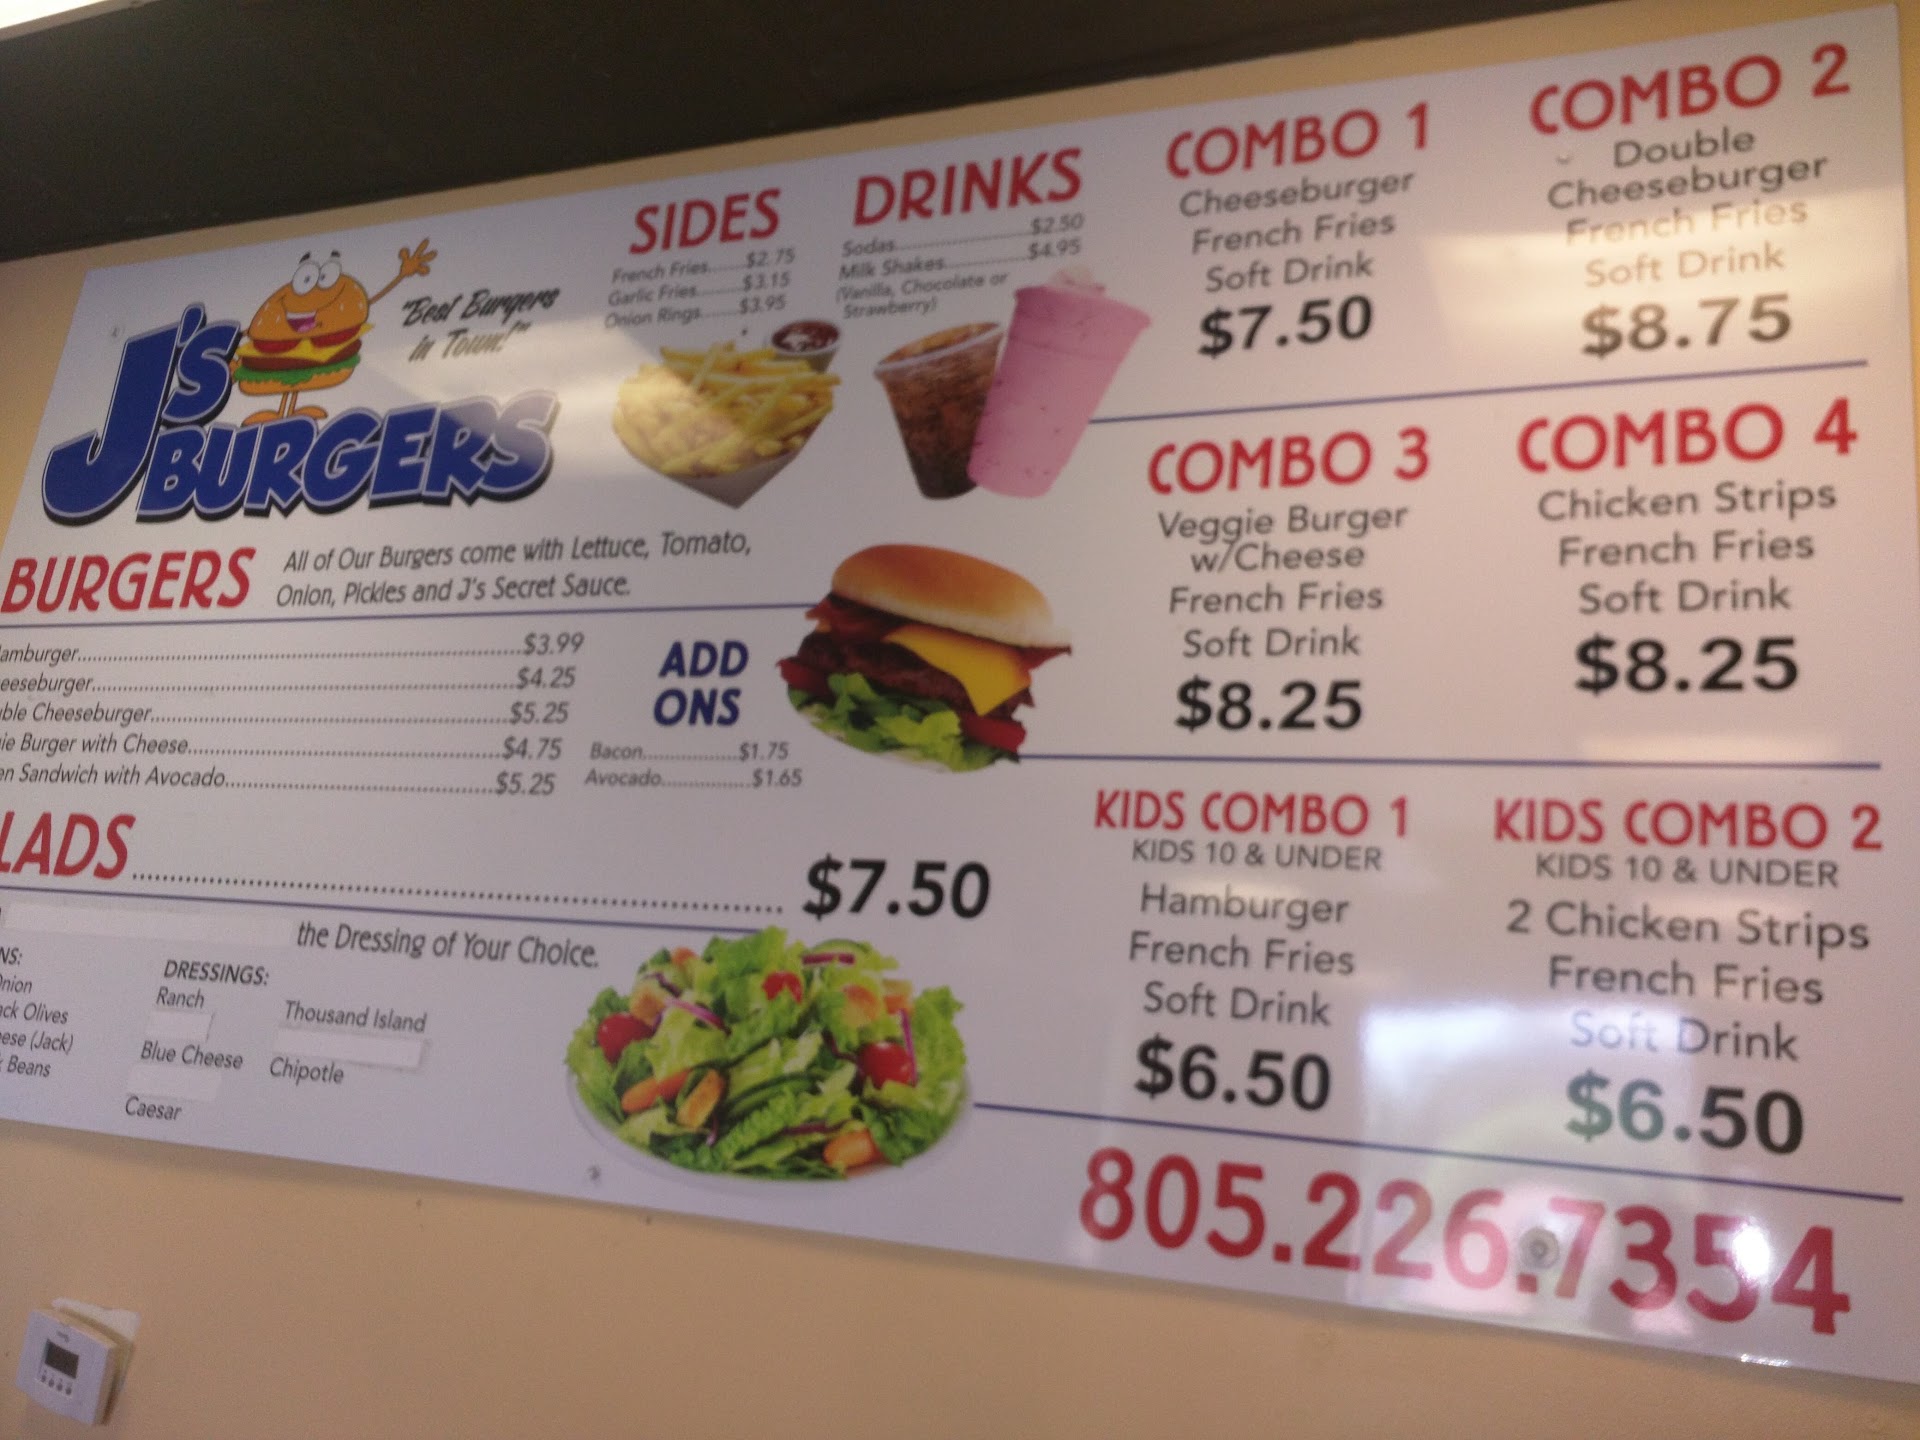 J's
BURGERS
"Best Burgers
in Town!"
SIDES
French Fries.......$2.75
Garlic Fries........$3.15
Onion Rings.......$3.95
DRINKS
Sodas.....................$2.50
Milk Shakes.............$4.95
(Vanilla, Chocolate or
Strawberry)
BURGERS
All of Our Burgers come with Lettuce, Tomato,
Onion, Pickles and J's Secret Sauce.
amburger..........$3.99
eeseburger..........$4.25
ble Cheeseburger..........$5.25
ie Burger with Cheese..........$4.75
en Sandwich with Avocado..........$5.25
ADD
ONS
Bacon...............$1.75
Avocado..............$1.65
LADS..........$7.50
the Dressing of Your Choice.
NS:
Onion
ack Olives
eese (Jack)
k Beans
DRESSINGS:
Ranch
Blue Cheese
Caesar
Thousand Island
Chipotle
COMBO 1
Cheeseburger
French Fries
Soft Drink
$7.50
COMBO 2
Double
Cheeseburger
French Fries
Soft Drink
$8.75
COMBO 3
Veggie Burger
w/Cheese
French Fries
Soft Drink
$8.25
COMBO 4
Chicken Strips
French Fries
Soft Drink
$8.25
KIDS COMBO 1
KIDS 10 & UNDER
Hamburger
French Fries
Soft Drink
$6.50
KIDS COMBO 2
KIDS 10 & UNDER
2 Chicken Strips
French Fries
Soft Drink
$6.50
805.226.7354